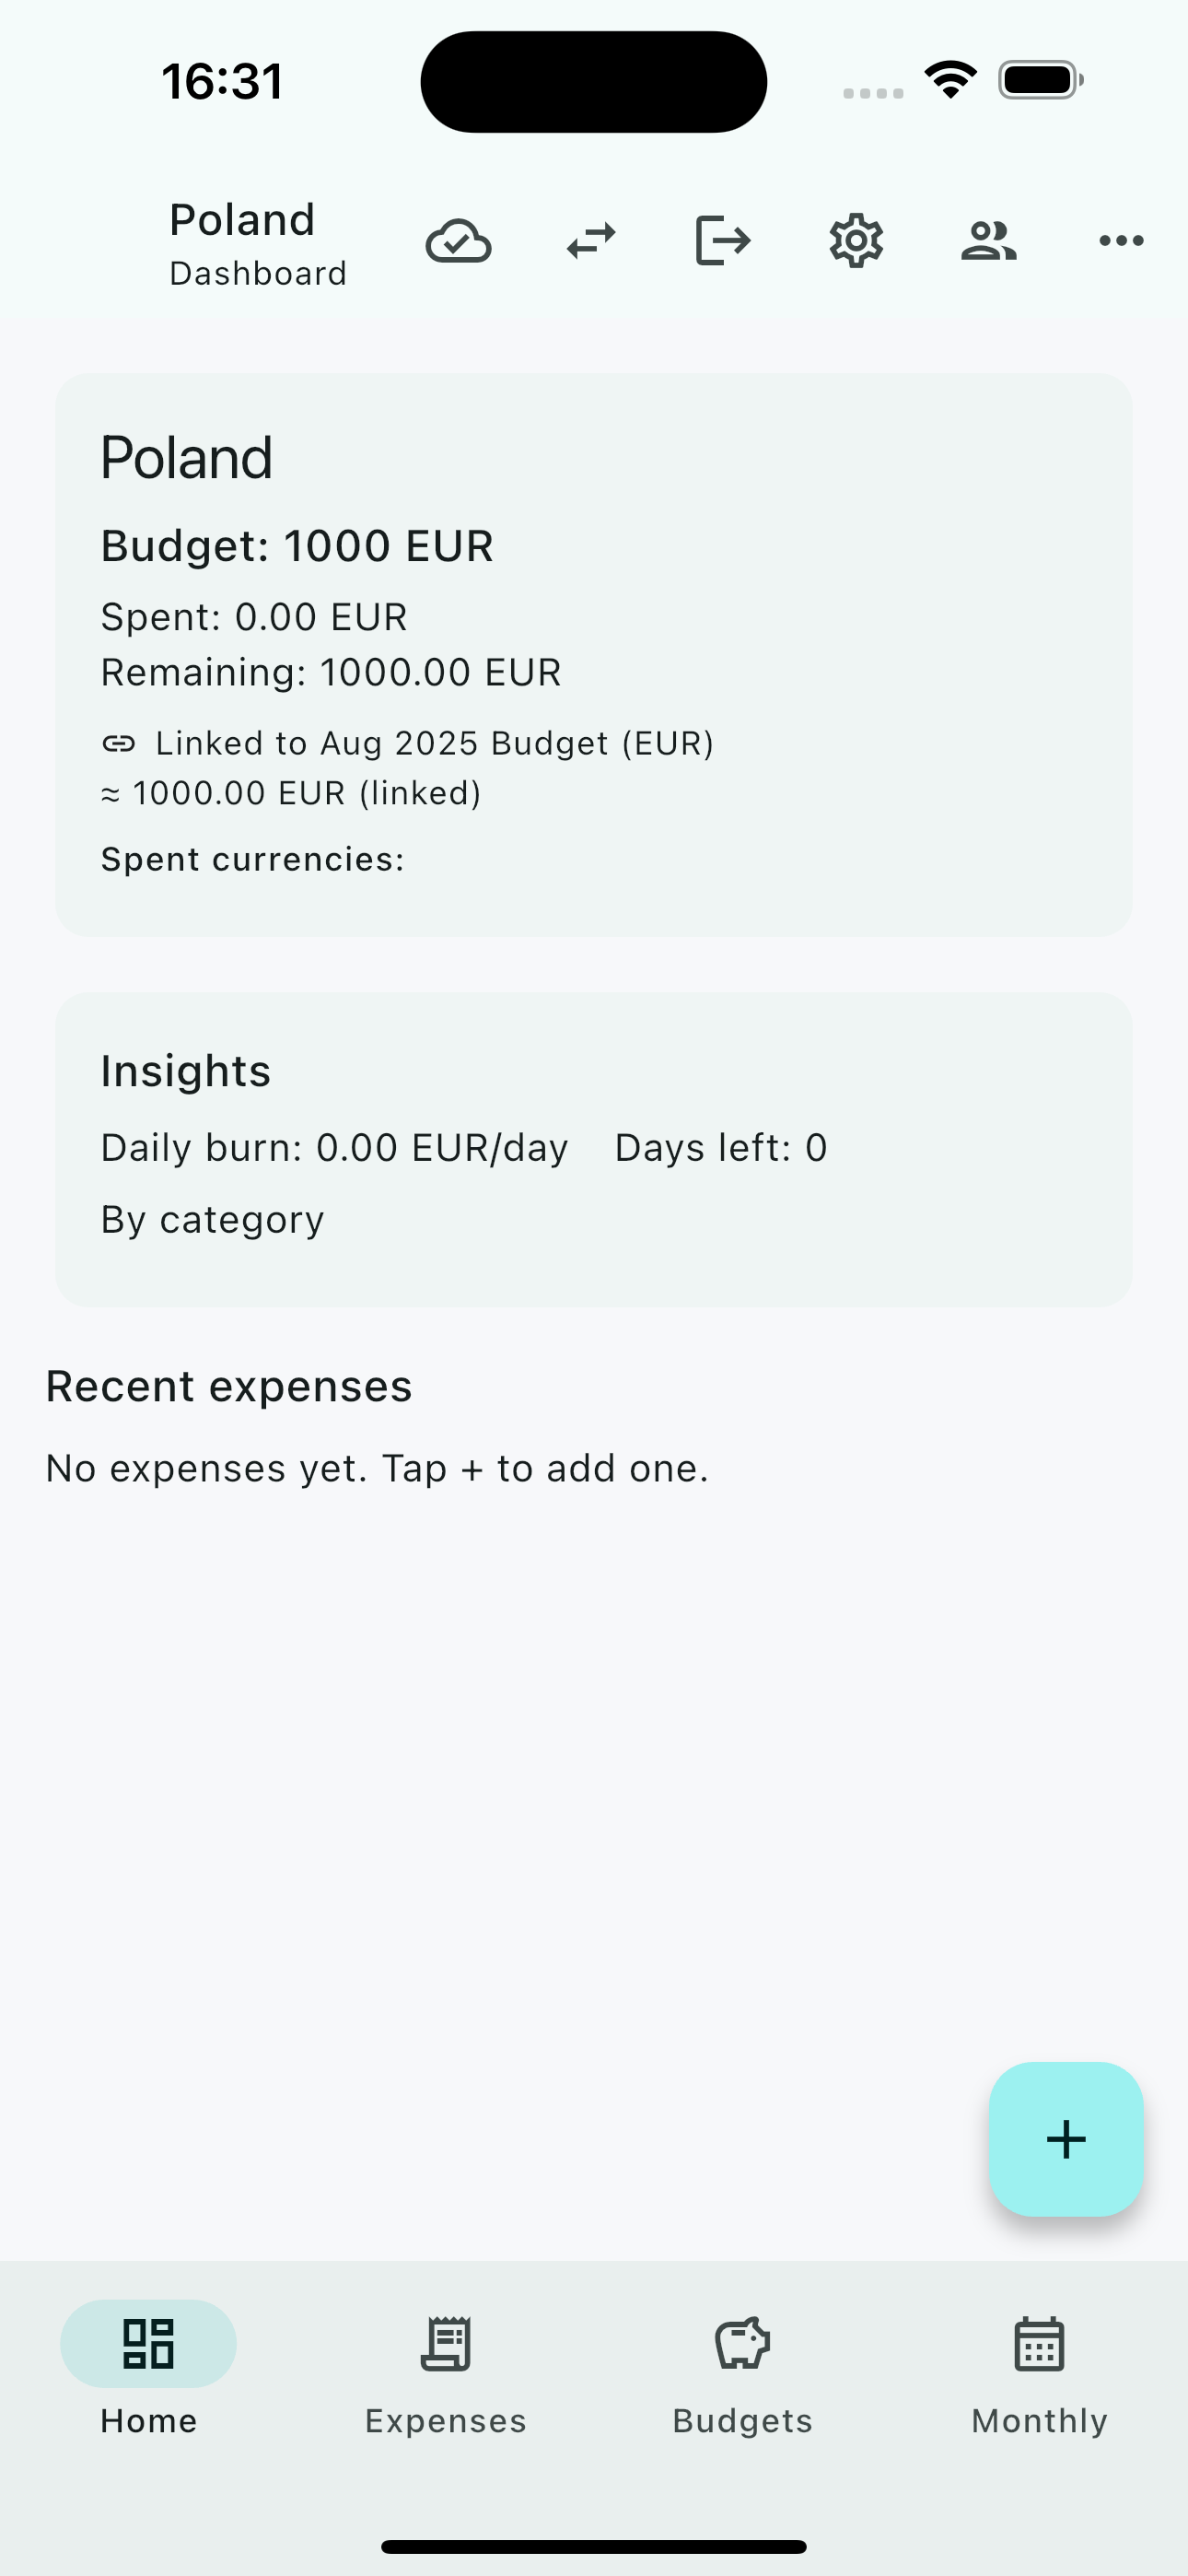 16:31
Poland
Dashboard
Poland
Budget: 1000 EUR
Spent: 0.00 EUR
Remaining: 1000.00 EUR
Linked to Aug 2025 Budget (EUR)
≈ 1000.00 EUR (linked)
Spent currencies:
Insights
Daily burn: 0.00 EUR/day Days left: 0
By category
Recent expenses
No expenses yet. Tap + to add one.
+
Home Expenses Budgets Monthly